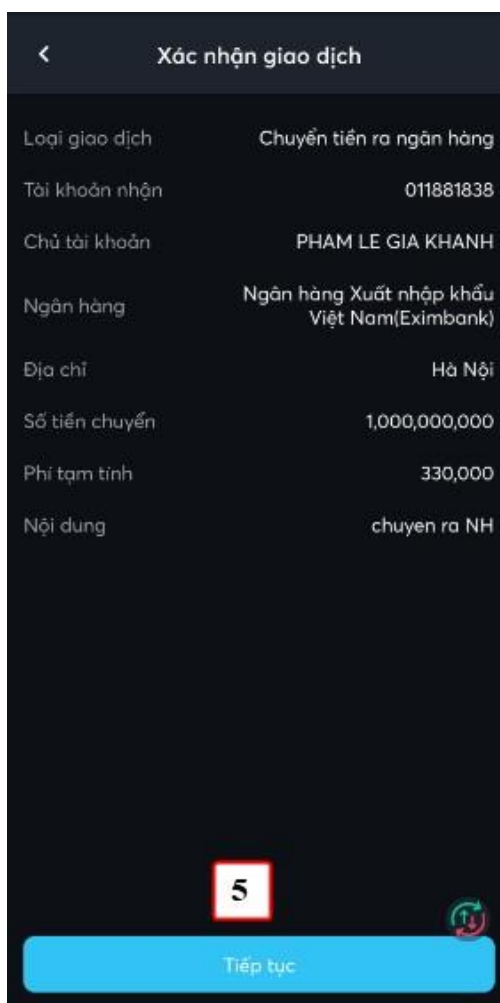 Xác nhận giao dịch
Loại giao dịch Chuyển tiền ra ngân hàng
Tài khoản nhận 011881838
Chủ tài khoản PHAM LE GIA KHANH
Ngân hàng Ngân hàng Xuất nhập khẩu
Việt Nam(Eximbank)
Địa chỉ Hà Nội
Số tiền chuyển 1,000,000,000
Phí tạm tính 330,000
Nội dung chuyen ra NH
5
Tiếp tục